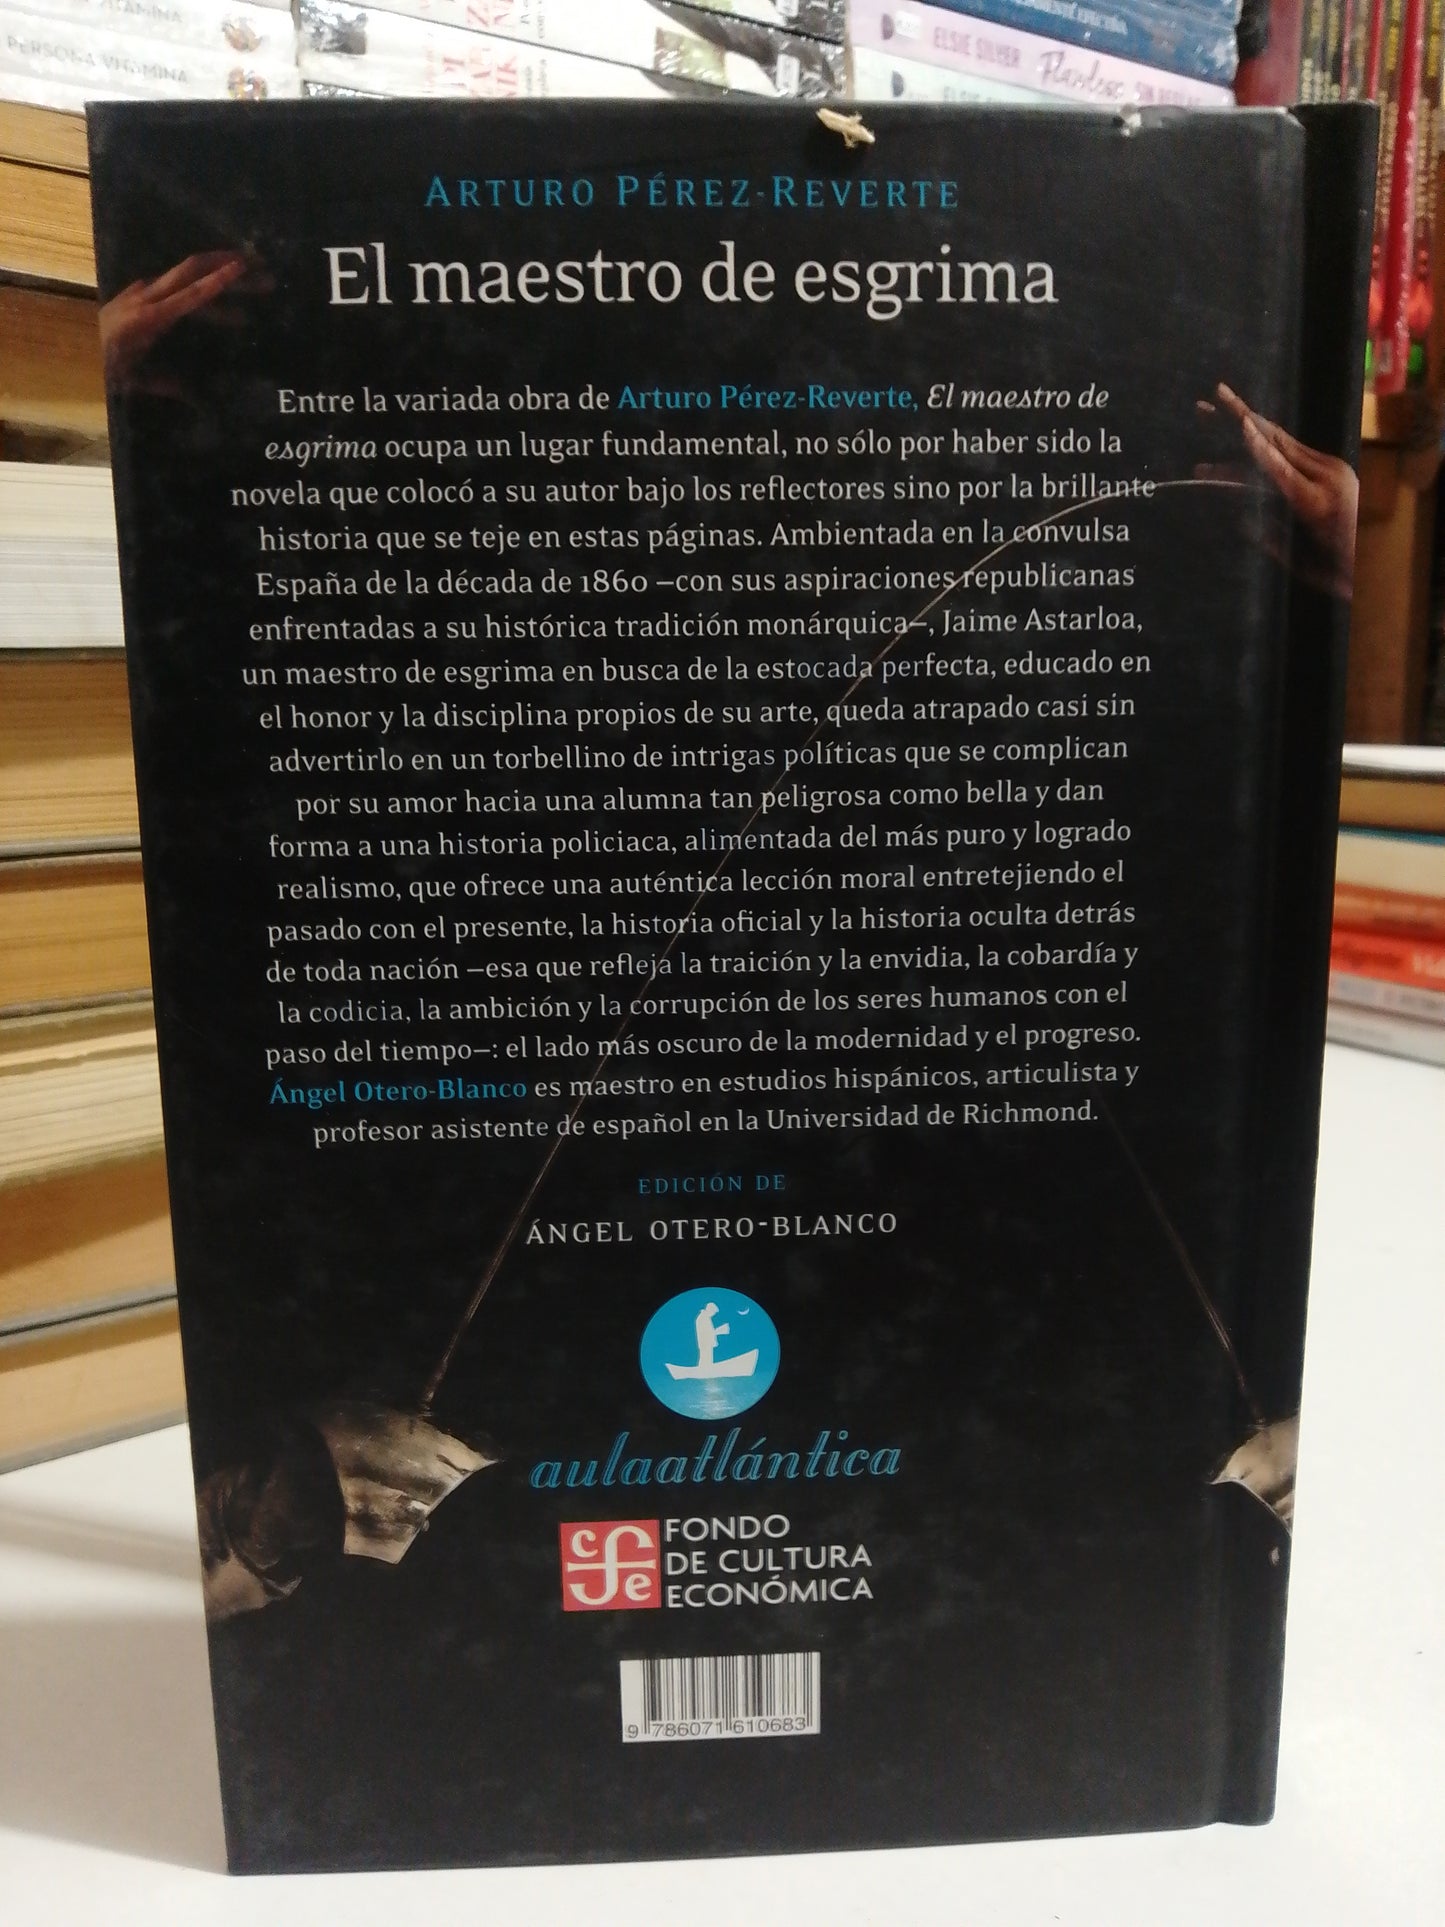 PERSONA VITAMINA
ELSIE SILVER
Flawless
ARTURO PÉREZ-REVERTE
El maestro de esgrima
Entre la variada obra de Arturo Pérez-Reverte, El maestro de
esgrima ocupa un lugar fundamental, no sólo por haber sido la
novela que colocó a su autor bajo los reflectores sino por la brillante
historia que se teje en estas páginas. Ambientada en la convulsa
España de la década de 1860 —con sus aspiraciones republicanas
enfrentadas a su histórica tradición monárquica—, Jaime Astarloa,
un maestro de esgrima en busca de la estocada perfecta, educado en
el honor y la disciplina propios de su arte, queda atrapado casi sin
advertirlo en un torbellino de intrigas políticas que se complican
por su amor hacia una alumna tan peligrosa como bella y dan
forma a una historia policiaca, alimentada del más puro y logrado
realismo, que ofrece una auténtica lección moral entretejiendo el
pasado con el presente, la historia oficial y la historia oculta detrás
de toda nación —esa que refleja la traición y la envidia, la cobardía y
la codicia, la ambición y la corrupción de los seres humanos con el
paso del tiempo—: el lado más oscuro de la modernidad y el progreso.
Ángel Otero-Blanco es maestro en estudios hispánicos, articulista y
profesor asistente de español en la Universidad de Richmond.
EDICIÓN DE
ÁNGEL OTERO-BLANCO
aulaatlántica
cfe
FONDO
DE CULTURA
ECONÓMICA
9 786071 610683